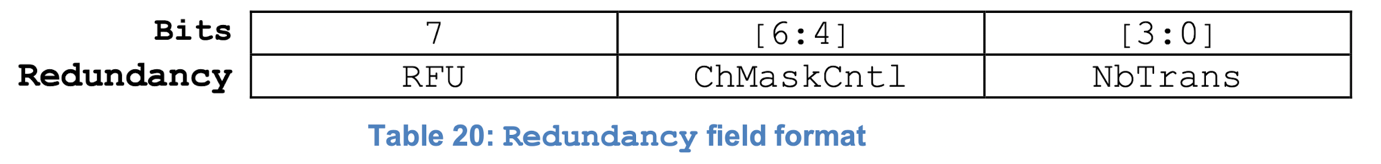 Bits 7 [6:4] [3:0]
Redundancy RFU ChMaskCntl NbTrans
Table 20: Redundancy field format